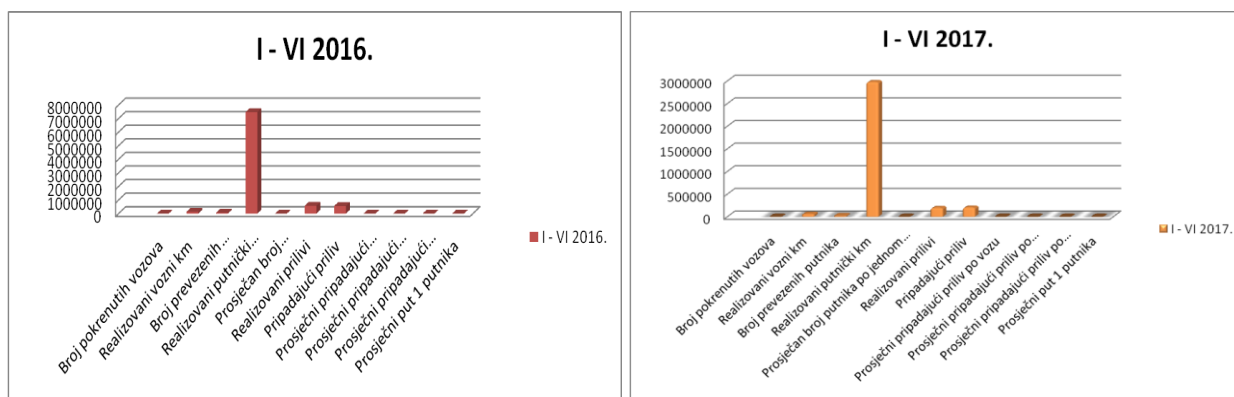 I - VI 2016.
8000000
7000000
6000000
5000000
4000000
3000000
2000000
1000000
0
Broj pokrenutih vozova
Realizovani vozni km
Broj prevezenih...
Realizovani putnički...
Prosječan broj...
Realizovani prilivi
Pripadajući priliv
Prosječni pripadajući...
Prosječni pripadajući...
Prosječni pripadajući...
Prosječni put 1 putnika
I - VI 2016.
I - VI 2017.
3000000
2500000
2000000
1500000
1000000
500000
0
Broj pokrenutih vozova
Realizovani vozni km
Broj prevezenih putnika
Realizovani putnički km
Prosječan broj putnika po jednom...
Realizovani prilivi
Pripadajući priliv
Prosječni pripadajući priliv po vozu
Prosječni pripadajući priliv po...
Prosječni pripadajući priliv po...
Prosječni put 1 putnika
I - VI 2017.